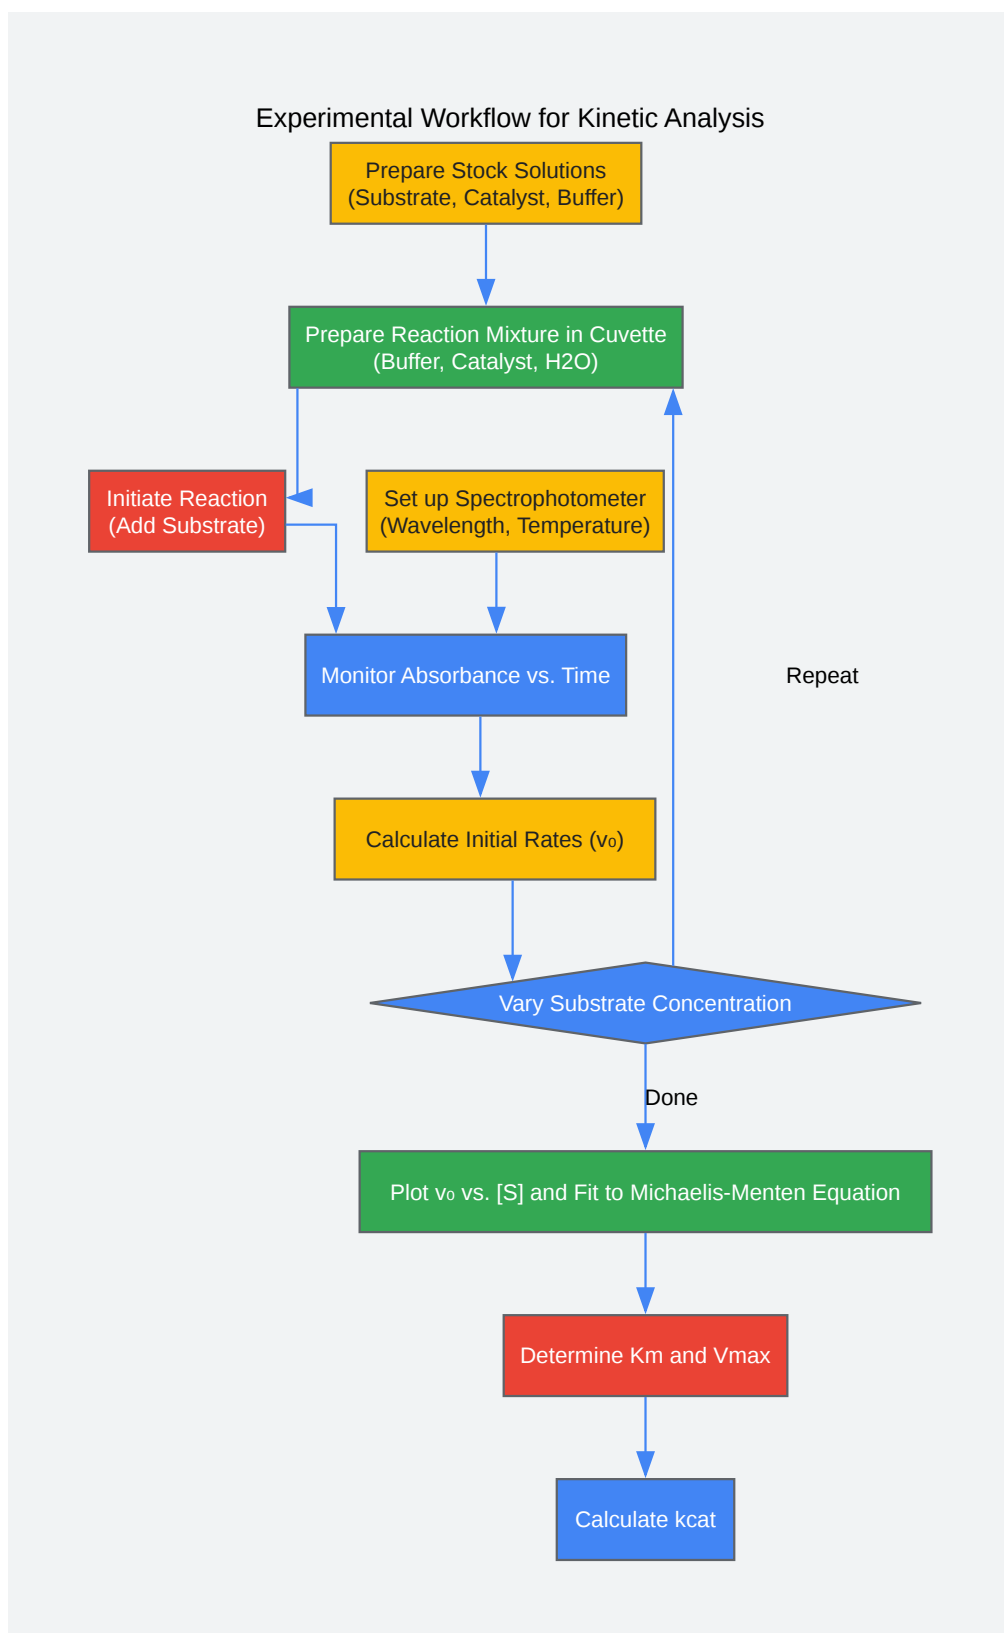 Experimental Workflow for Kinetic Analysis
Prepare Stock Solutions
(Substrate, Catalyst, Buffer)
Prepare Reaction Mixture in Cuvette
(Buffer, Catalyst, H2O)
Initiate Reaction
(Add Substrate)
Set up Spectrophotometer
(Wavelength, Temperature)
Monitor Absorbance vs. Time
Repeat
Calculate Initial Rates (v₀)
Vary Substrate Concentration
Done
Plot v₀ vs. [S] and Fit to Michaelis-Menten Equation
Determine Km and Vmax
Calculate kcat